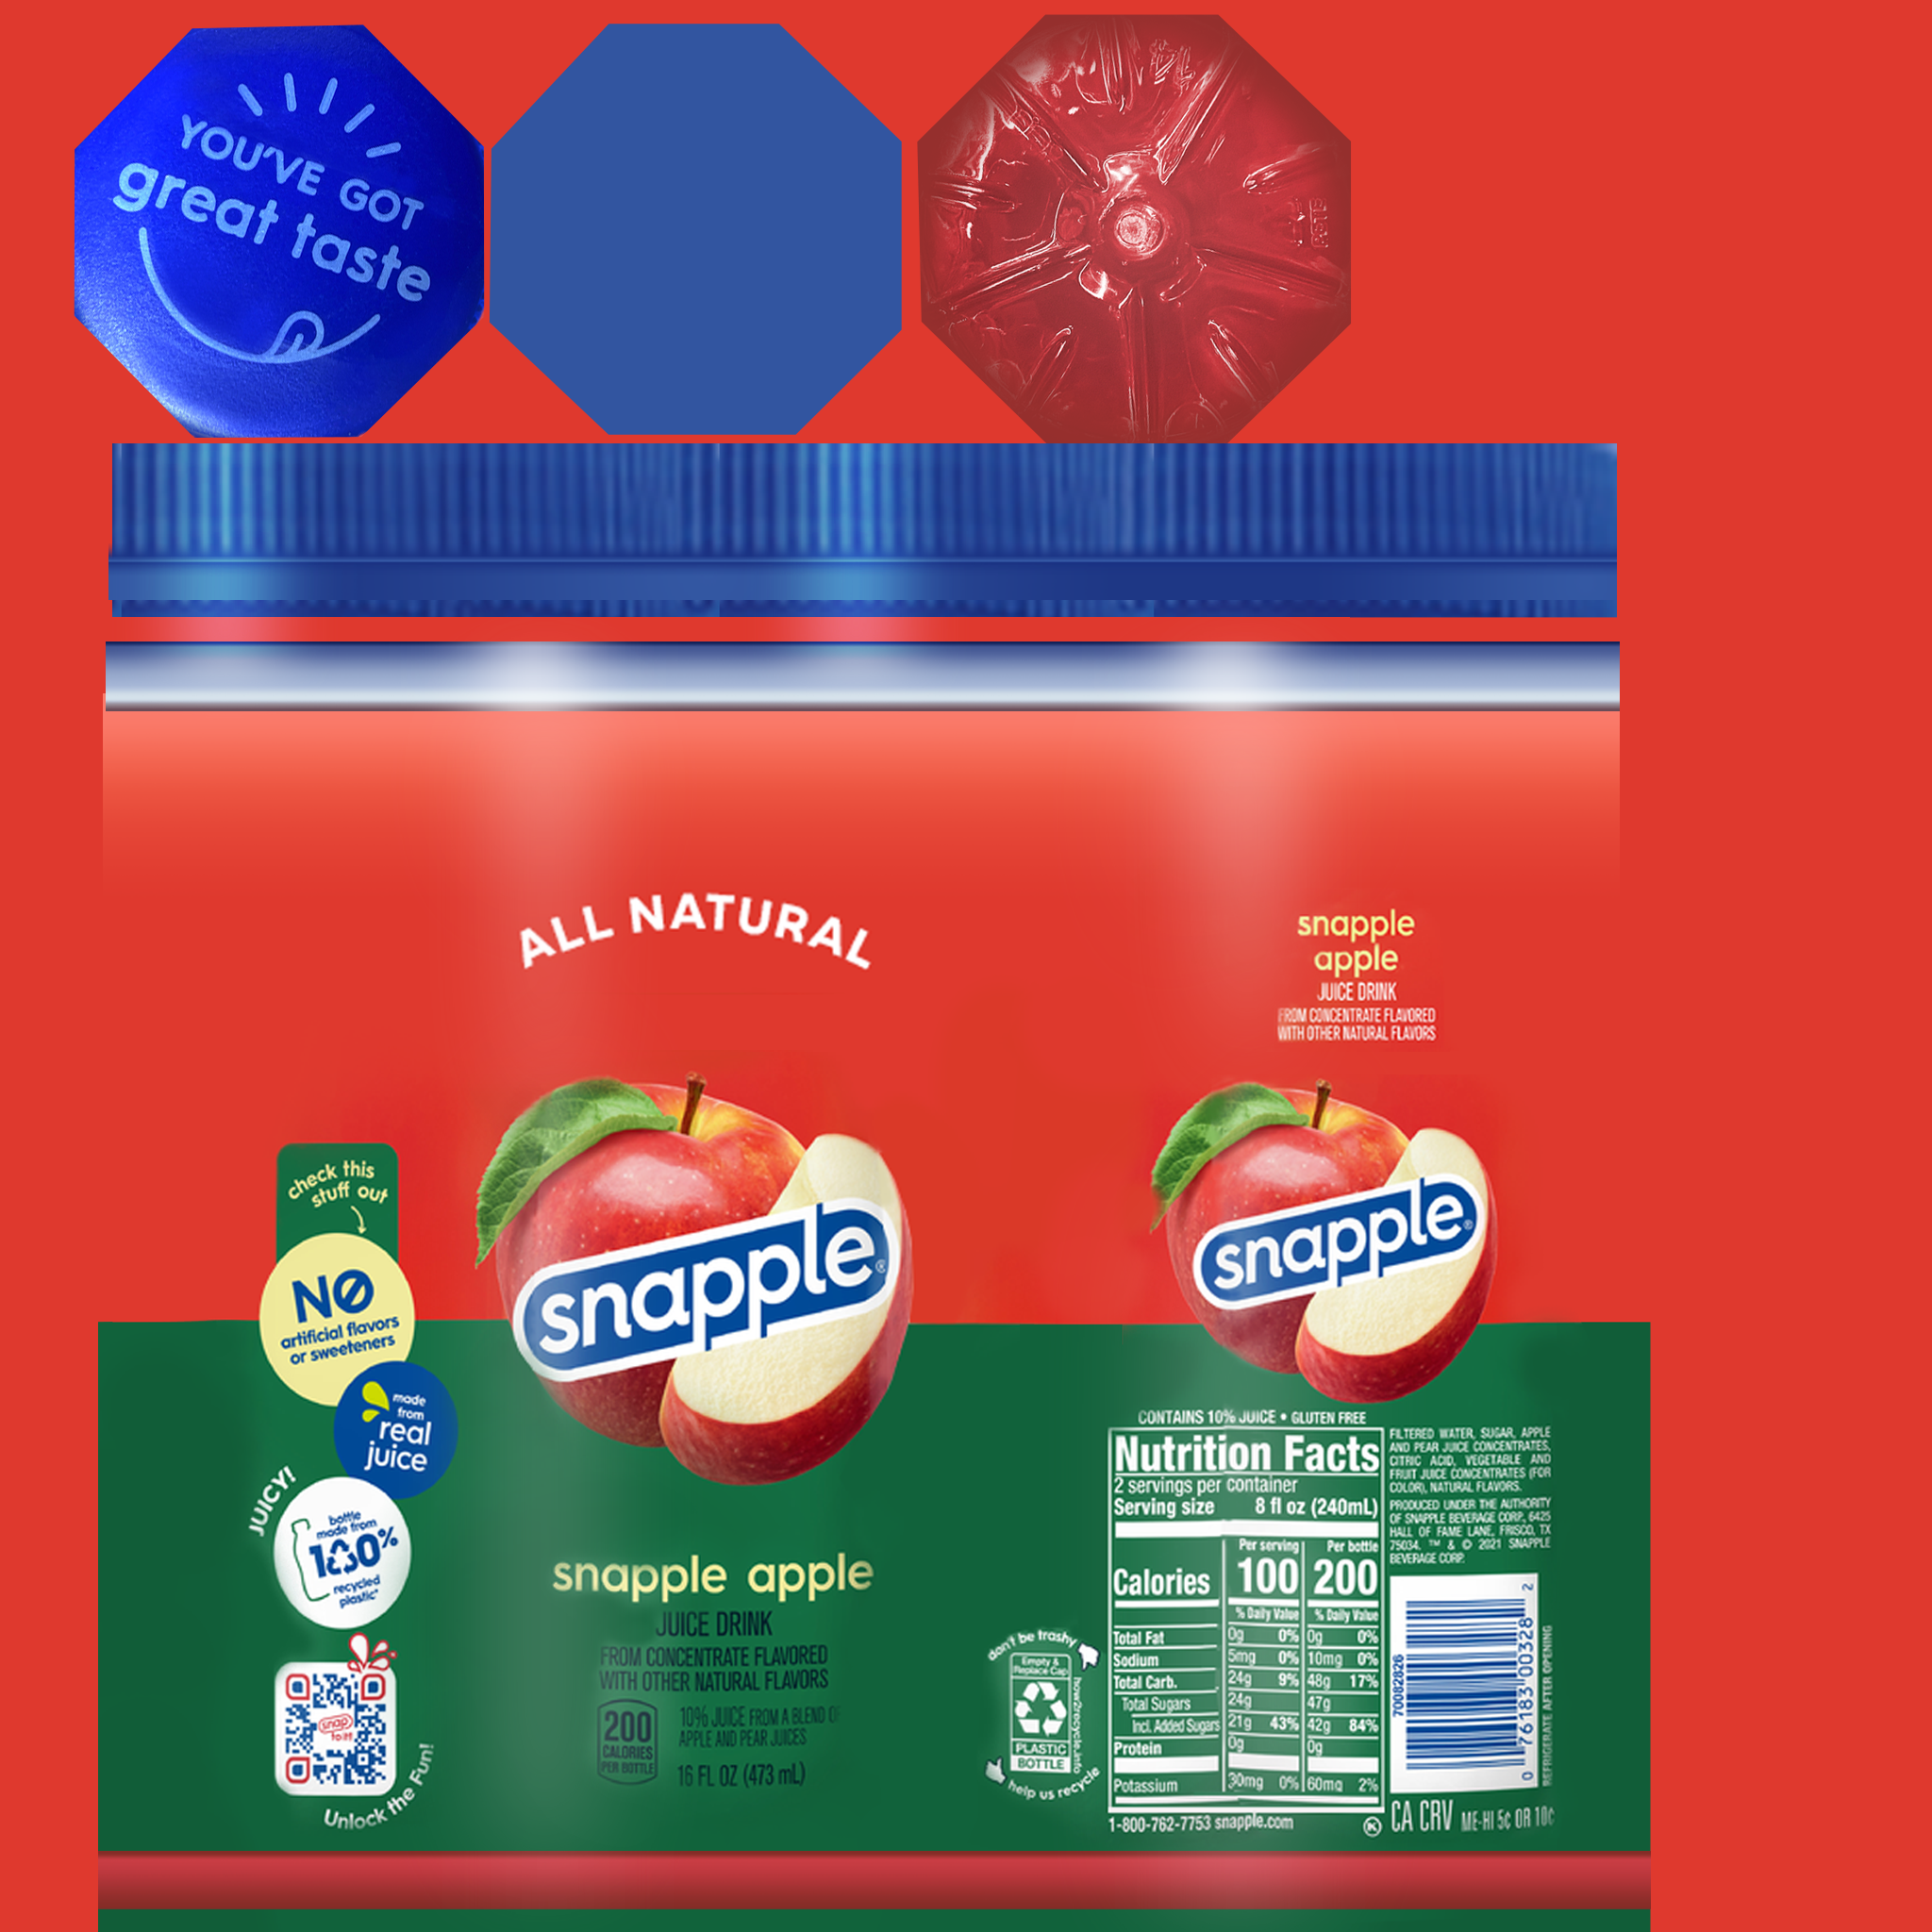 YOU'VE GOT
great taste
ALL NATURAL
snapple
apple
JUICE DRINK
FROM CONCENTRATE FLAVORED
WITH OTHER NATURAL FLAVORS
check this
stuff out
NO
artificial flavors
or sweeteners
made
from
real
juice
JUICY!
bottle
made from
100%
recycled
plastic*
snap
to it!
Unlock the Fun!
snapple®
snapple apple
JUICE DRINK
FROM CONCENTRATE FLAVORED
WITH OTHER NATURAL FLAVORS
200
CALORIES
PER BOTTLE
10% JUICE FROM A BLEND OF
APPLE AND PEAR JUICES
16 FL OZ (473 mL)
snapple®
CONTAINS 10% JUICE • GLUTEN FREE
Nutrition Facts
2 servings per container
Serving size 8 fl oz (240mL)
Per serving Per bottle
Calories 100 200
% Daily Value % Daily Value
Total Fat 0g 0% 0g 0%
Sodium 5mg 0% 10mg 0%
Total Carb. 24g 9% 48g 17%
Total Sugars 24g 47g
Incl. Added Sugars 21g 43% 42g 84%
Protein 0g 0g
Potassium 30mg 0% 60mg 2%
1-800-762-7753 snapple.com
K
don't be trashy
Empty &
Replace Cap
PLASTIC
BOTTLE
how2recycle.info
help us recycle
FILTERED WATER, SUGAR, APPLE
AND PEAR JUICE CONCENTRATES,
CITRIC ACID, VEGETABLE AND
FRUIT JUICE CONCENTRATES (FOR
COLOR), NATURAL FLAVORS.
PRODUCED UNDER THE AUTHORITY
OF SNAPPLE BEVERAGE CORP., 6425
HALL OF FAME LANE, FRISCO, TX
75034. ™ & © 2021 SNAPPLE
BEVERAGE CORP.
70082826
0 76183 00328 2
REFRIGERATE AFTER OPENING
CA CRV ME-HI 5¢ OR 10¢